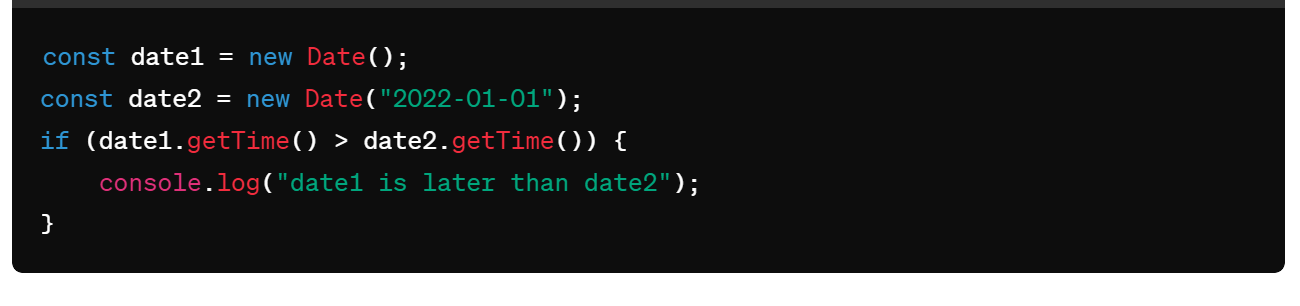 const date1 = new Date();
const date2 = new Date("2022-01-01");
if (date1.getTime() > date2.getTime()) {
    console.log("date1 is later than date2");
}